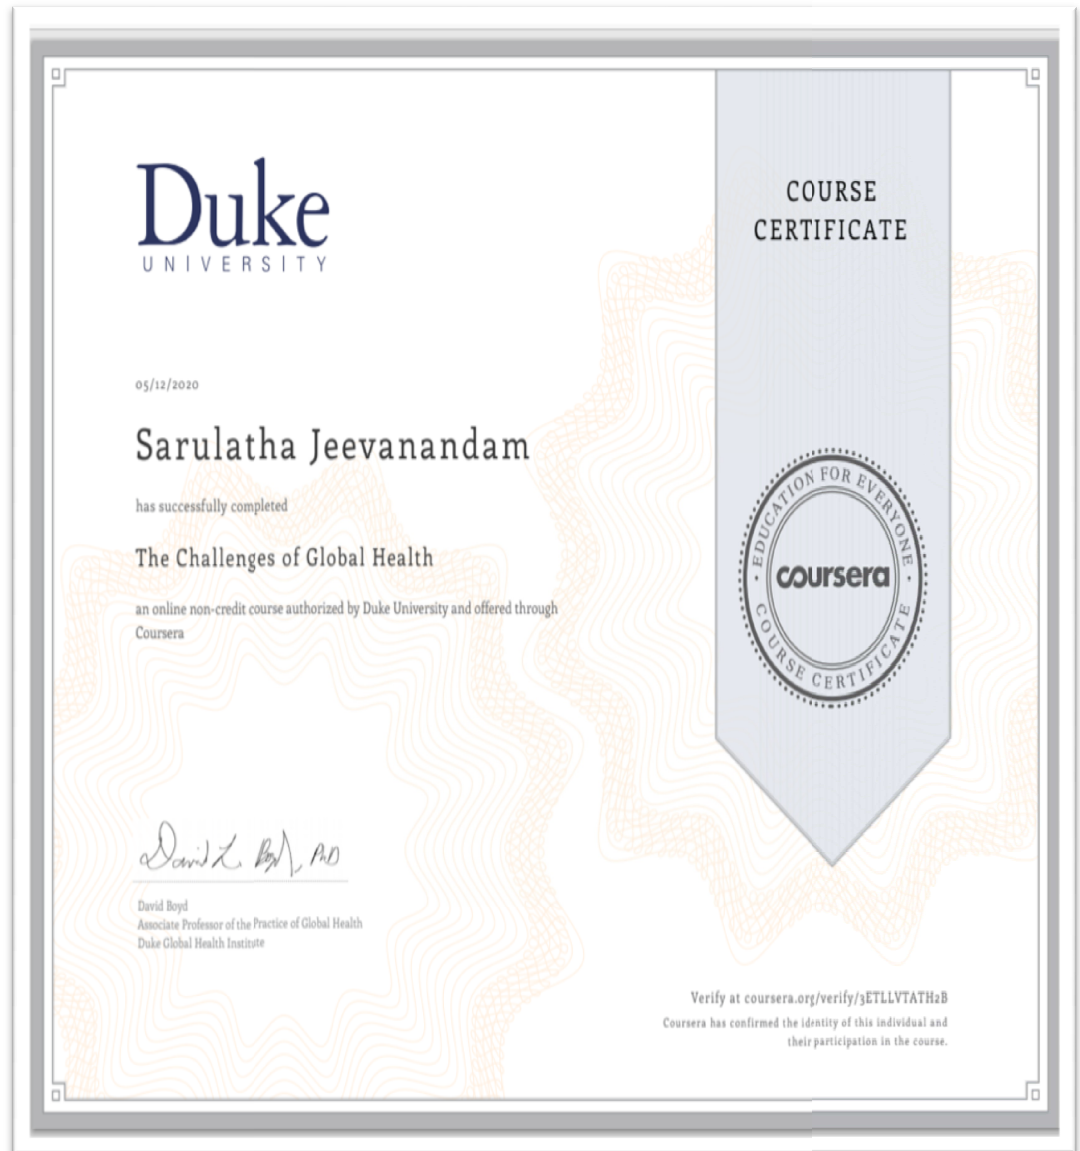 Duke
UNIVERSITY
COURSE
CERTIFICATE
05/12/2020
Sarulatha Jeevanandam
has successfully completed
The Challenges of Global Health
an online non-credit course authorized by Duke University and offered through
Coursera
EDUCATION FOR EVERYONE
coursera
COURSE CERTIFICATE
David L. Boyd, PhD
David Boyd
Associate Professor of the Practice of Global Health
Duke Global Health Institute
Verify at coursera.org/verify/3ETLLVTATH2B
Coursera has confirmed the identity of this individual and
their participation in the course.